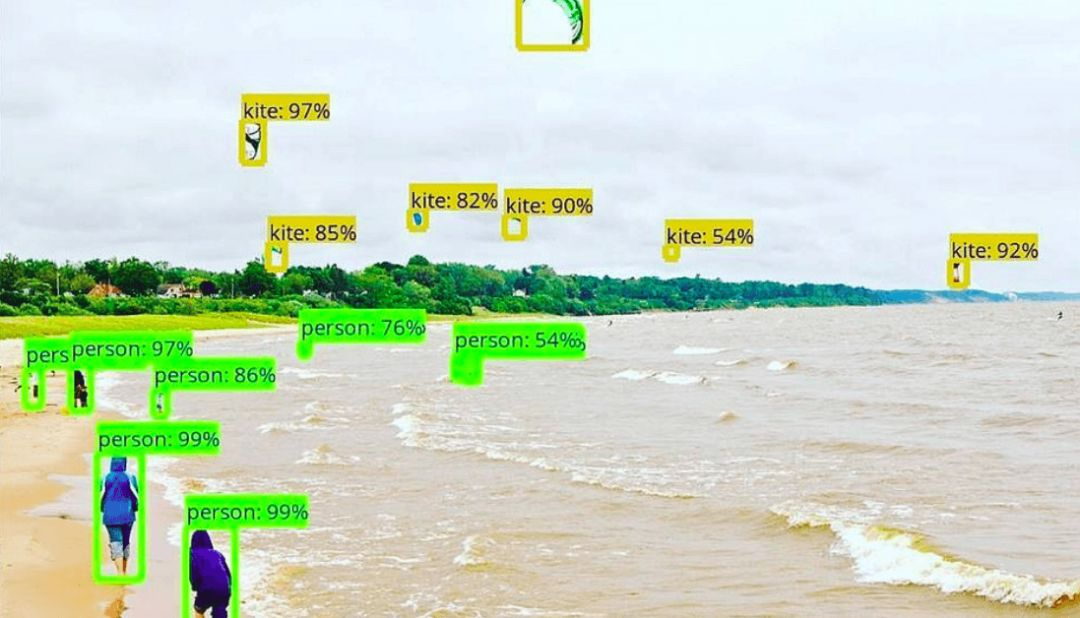 kite: 97%
kite: 82%
kite: 90%
kite: 85%
kite: 54%
kite: 92%
person: 76%
person: 54%
pers
person: 97%
person: 86%
person: 99%
person: 99%